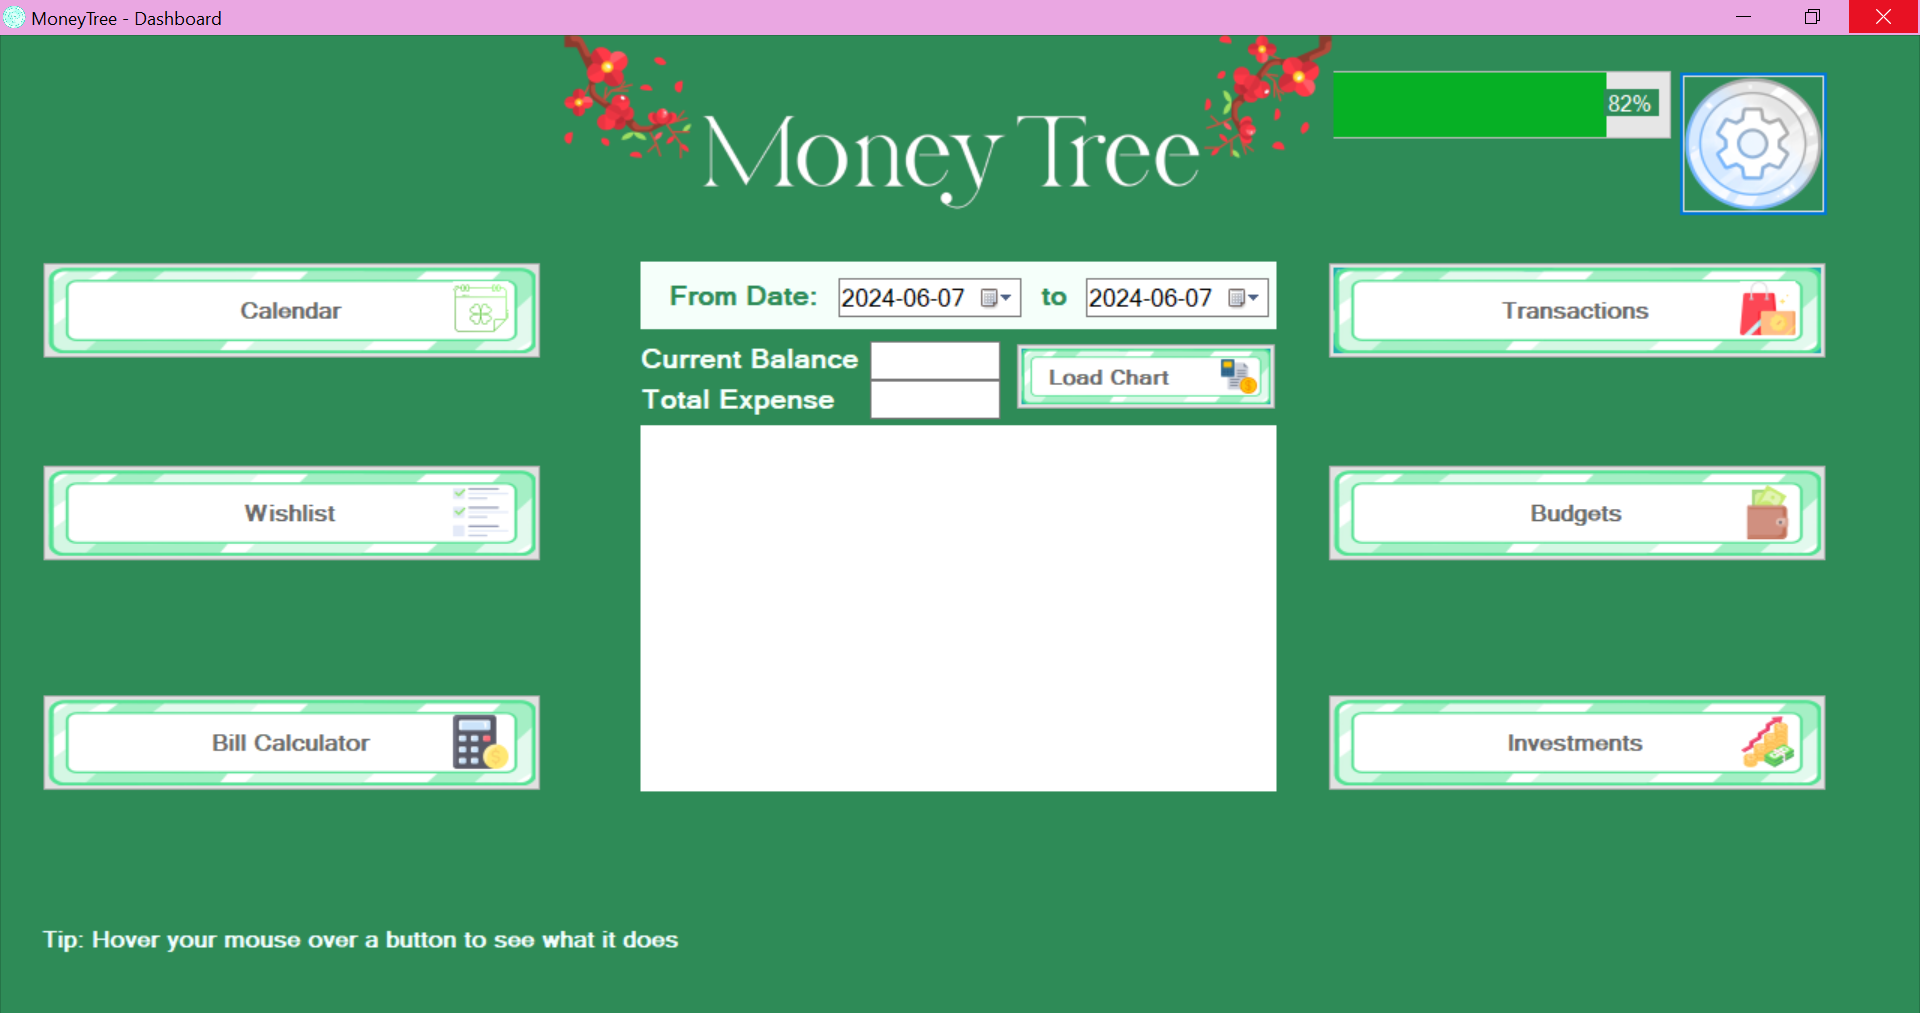 MoneyTree - Dashboard
Money Tree
82%
Calendar
From Date: 2024-06-07 to 2024-06-07
Transactions
Current Balance
Load Chart
Total Expense
Wishlist
Budgets
Bill Calculator
Investments
Tip: Hover your mouse over a button to see what it does